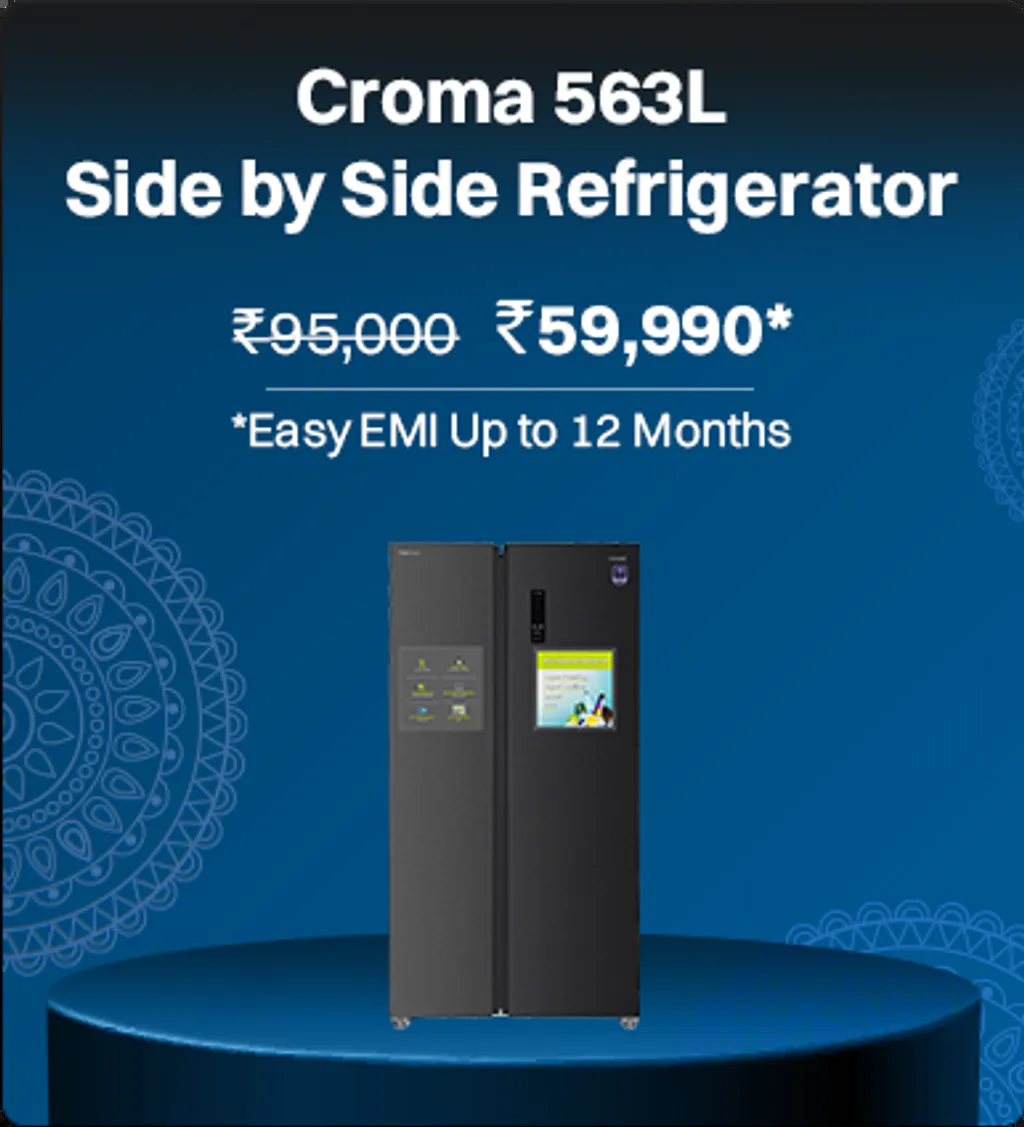 Croma 563L
Side by Side Refrigerator
₹95,000 ₹59,990*
*Easy EMI Up to 12 Months